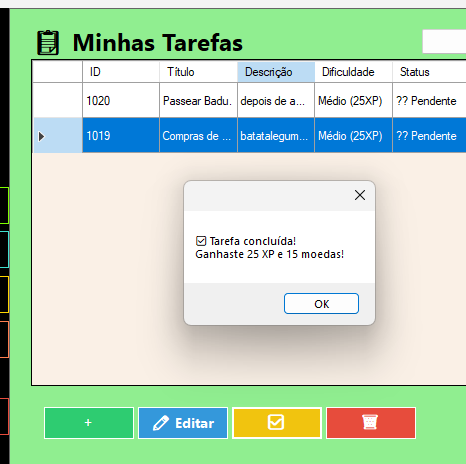 Minhas Tarefas
ID Título Descrição Dificuldade Status
1020 Passear Badu. depois de a... Médio (25XP) ?? Pendente
1019 Compras de ... batatalegum... Médio (25XP) ?? Pendente
Tarefa concluída!
Ganhaste 25 XP e 15 moedas!
OK
+ Editar